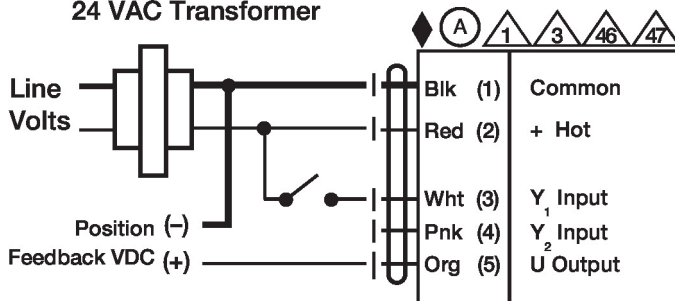 24 VAC Transformer
A 1 3 46 47
Line Volts
Blk (1) Common
Red (2) + Hot
Wht (3) Y1 Input
Pnk (4) Y2 Input
Org (5) U Output
Position (–)
Feedback VDC (+)